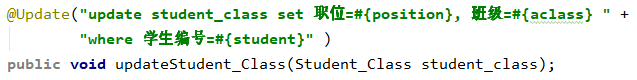 @Update("update student_class set 职位=#{position}, 班级=#{aclass} " +
"where 学生编号=#{student}" )
public void updateStudent_Class(Student_Class student_class);